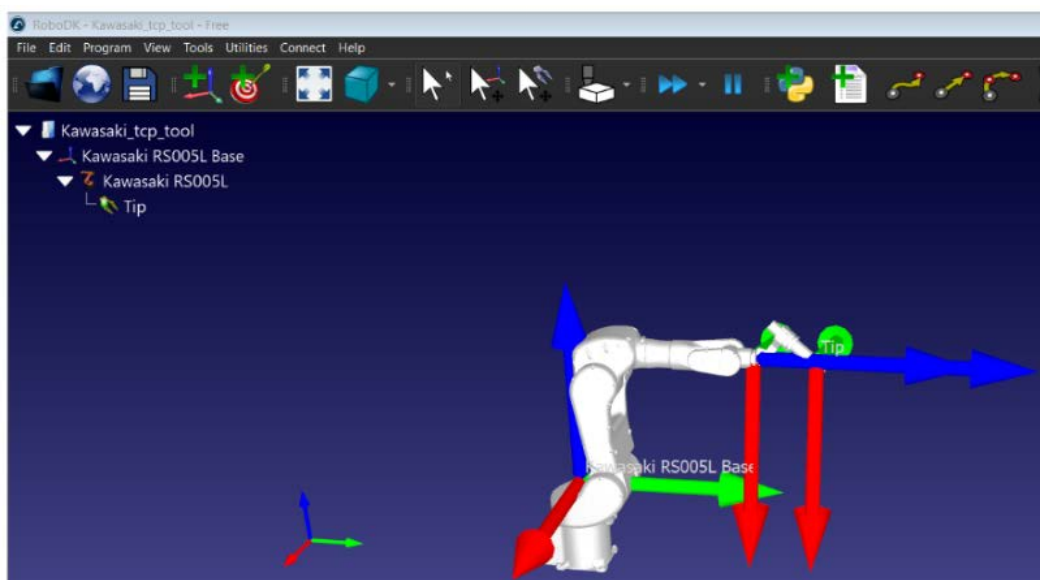 RoboDK - Kawasaki_tcp_tool - Free
File Edit Program View Tools Utilities Connect Help
Kawasaki_tcp_tool
Kawasaki RS005L Base
Kawasaki RS005L
Tip
Tip
Kawasaki RS005L Base